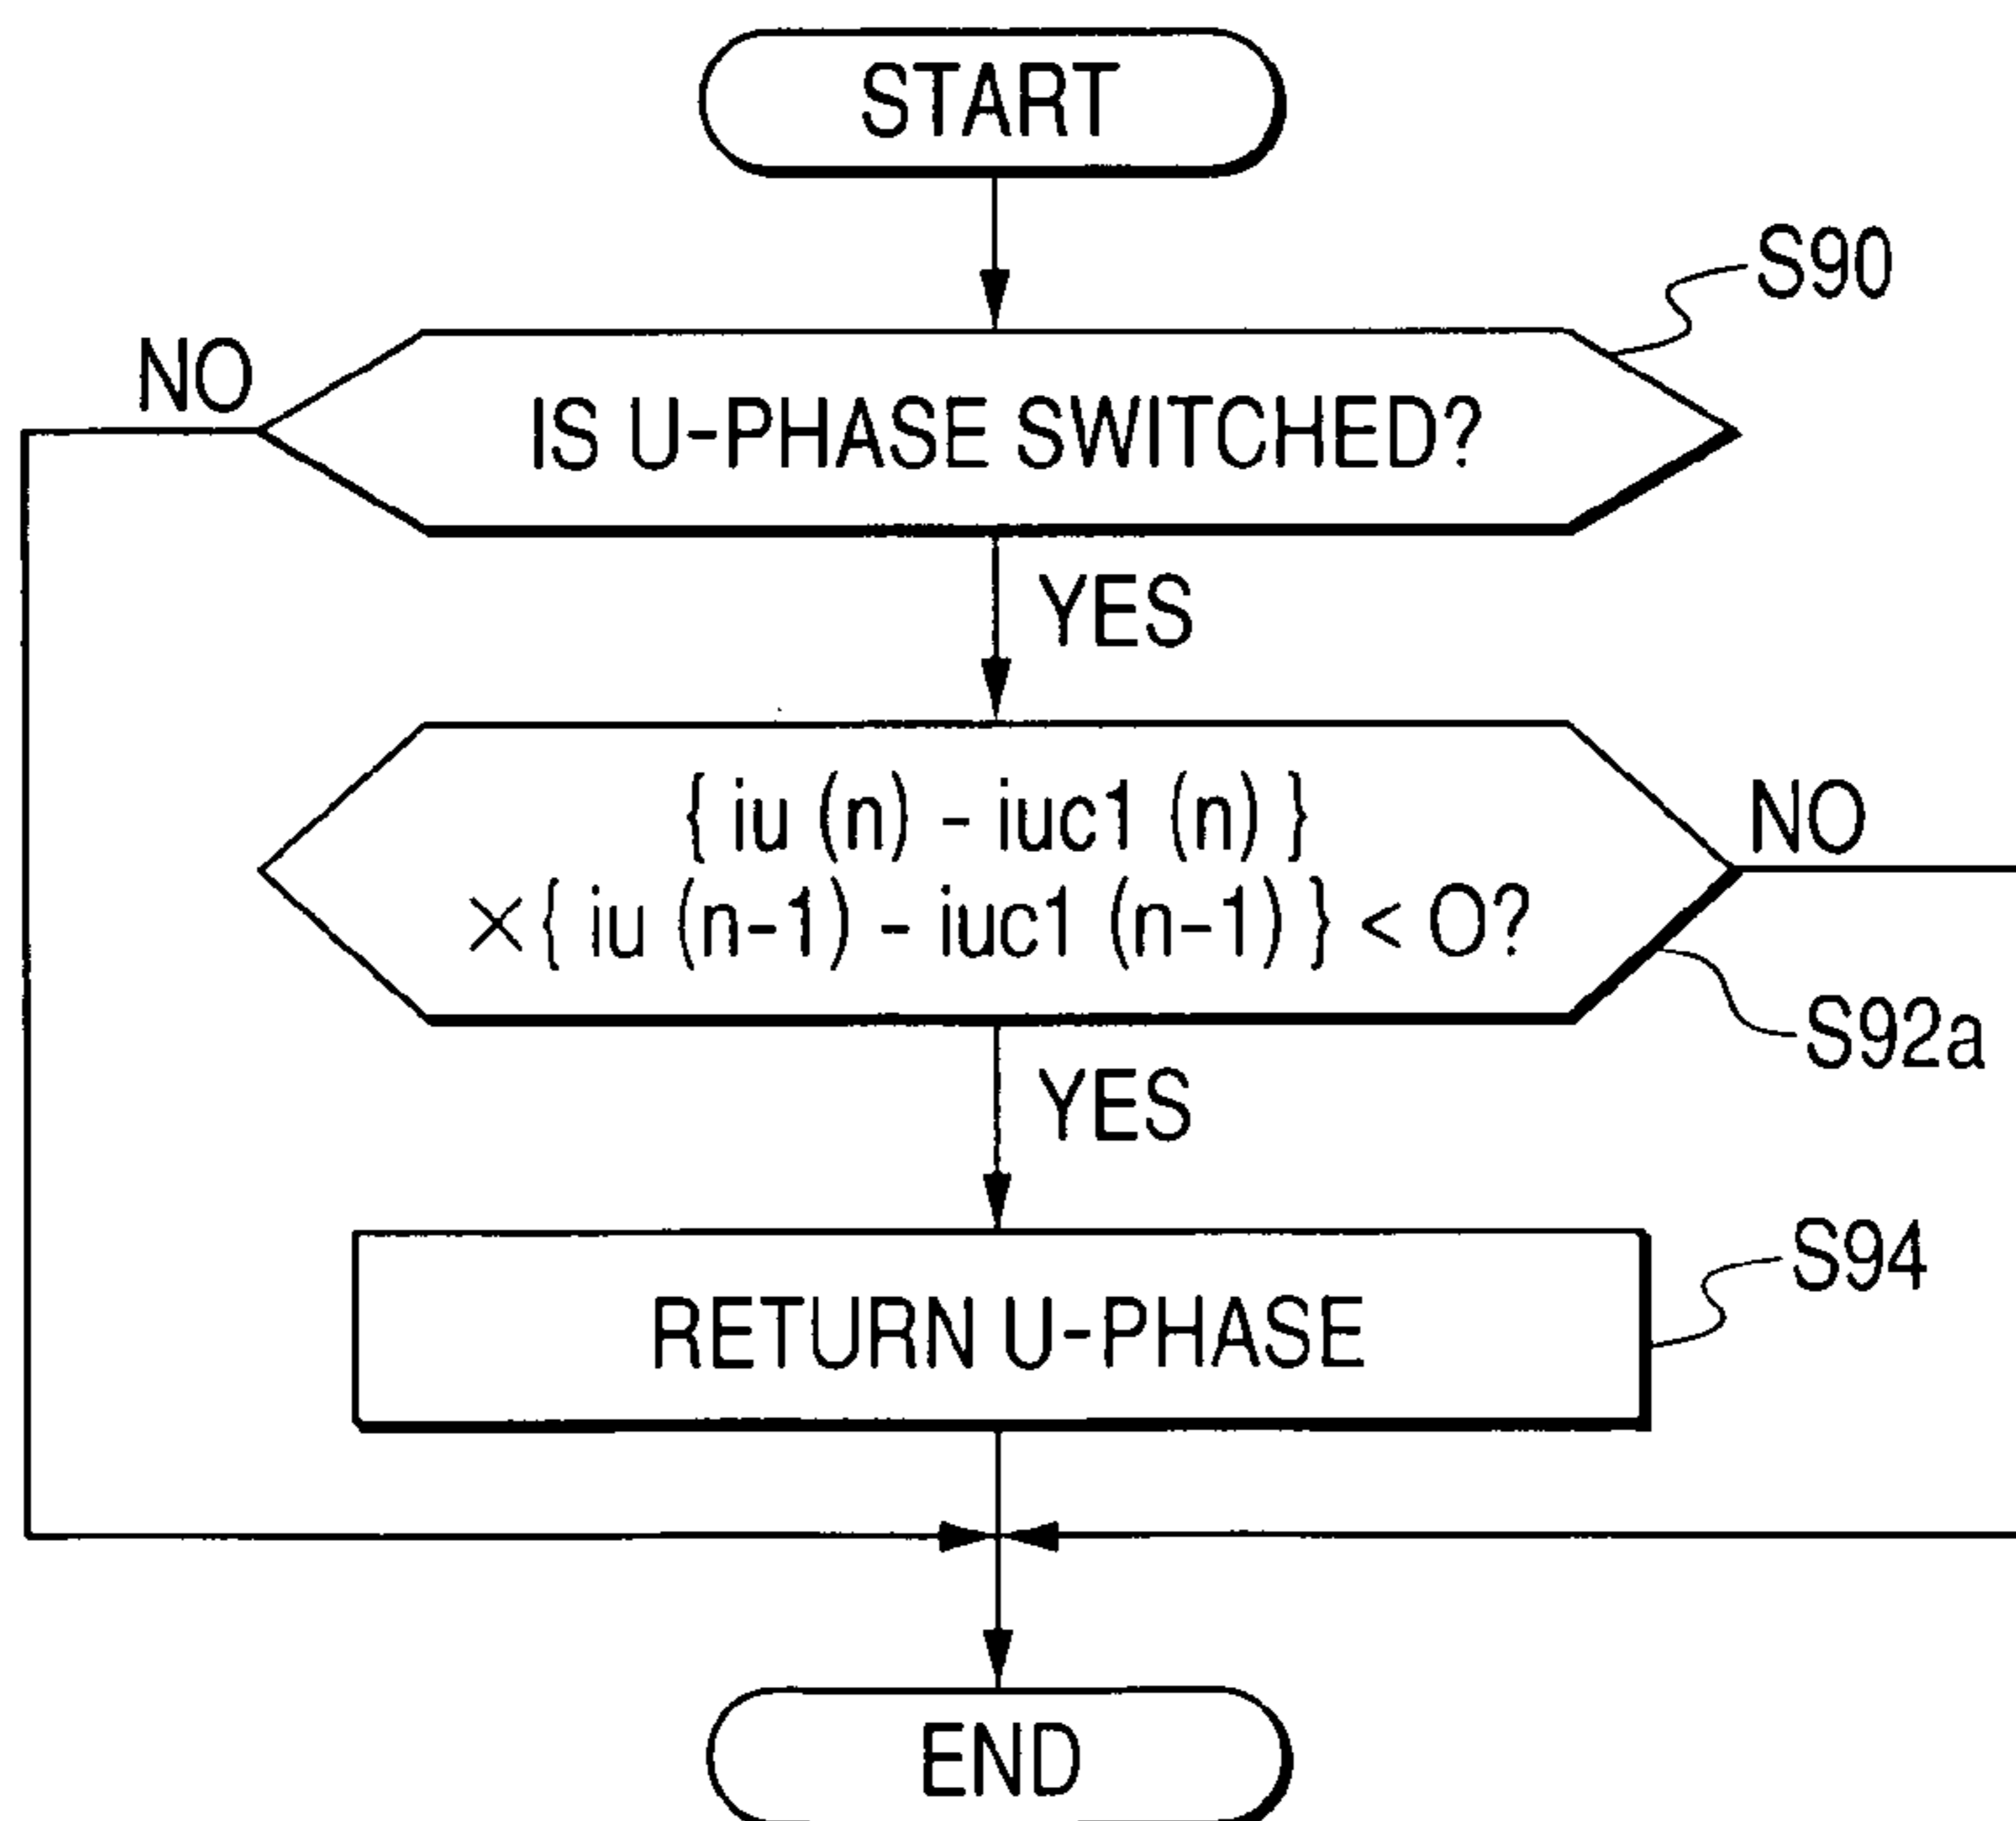 START
S90
NO
IS U-PHASE SWITCHED?
YES
{ iu (n) - iuc1 (n) }
NO
×{ iu (n-1) - iuc1 (n-1) } < O?
S92a
YES
S94
RETURN U-PHASE
END